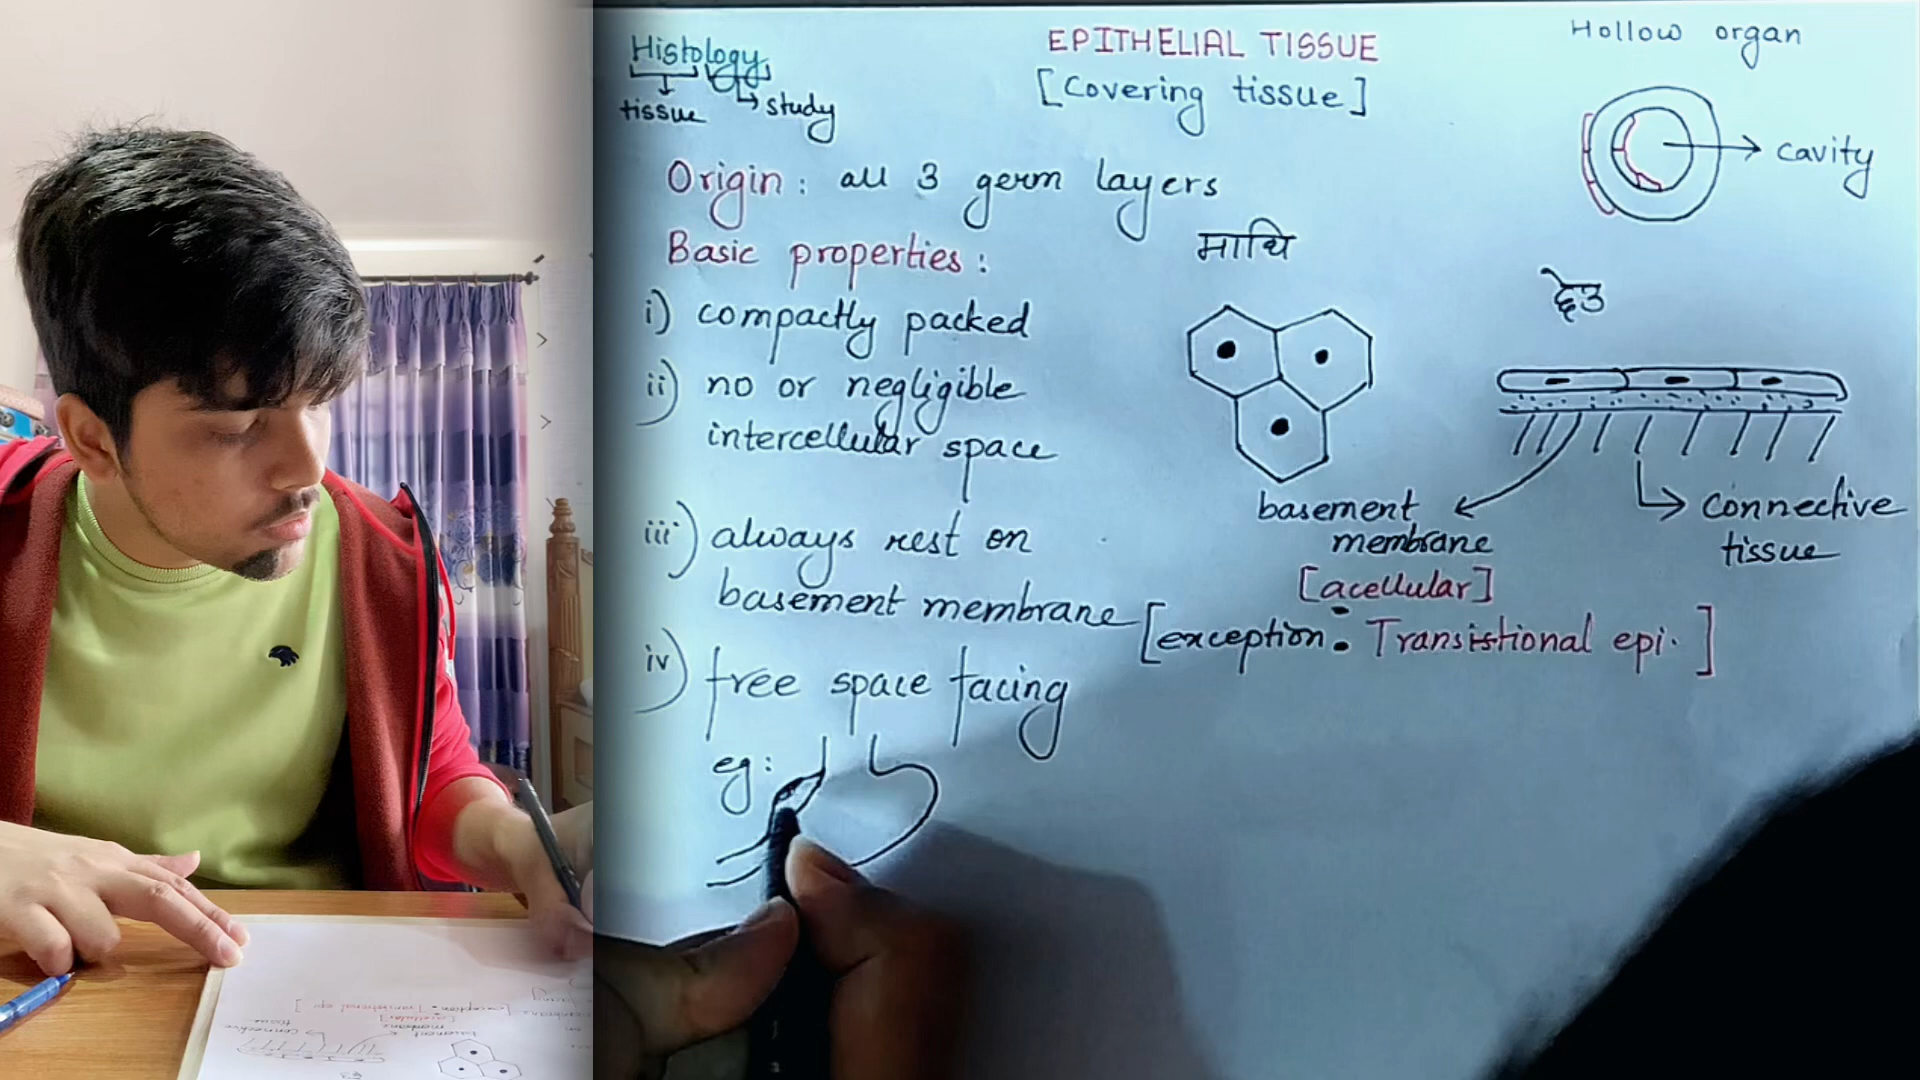 Histology
tissue
study
EPITHELIAL TISSUE
[Covering tissue]
Hollow organ
cavity
Origin: all 3 germ layers
Basic properties:
माथि
i) compactly packed
ii) no or negligible
intercellular space
iii) always rest on
basement membrane
basement
membrane
[acellular]
connective
tissue
[exception: Transistional epi.]
iv) free space facing
eg: